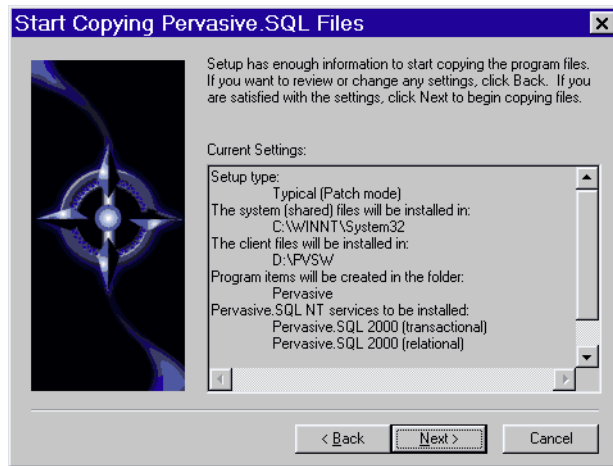 Start Copying Pervasive.SQL Files
Setup has enough information to start copying the program files.
If you want to review or change any settings, click Back. If you
are satisfied with the settings, click Next to begin copying files.
Current Settings:
Setup type:
Typical (Patch mode)
The system (shared) files will be installed in:
C:\WINNT\System32
The client files will be installed in:
D:\PVSW
Program items will be created in the folder:
Pervasive
Pervasive.SQL NT services to be installed:
Pervasive.SQL 2000 (transactional)
Pervasive.SQL 2000 (relational)
< Back
Next >
Cancel